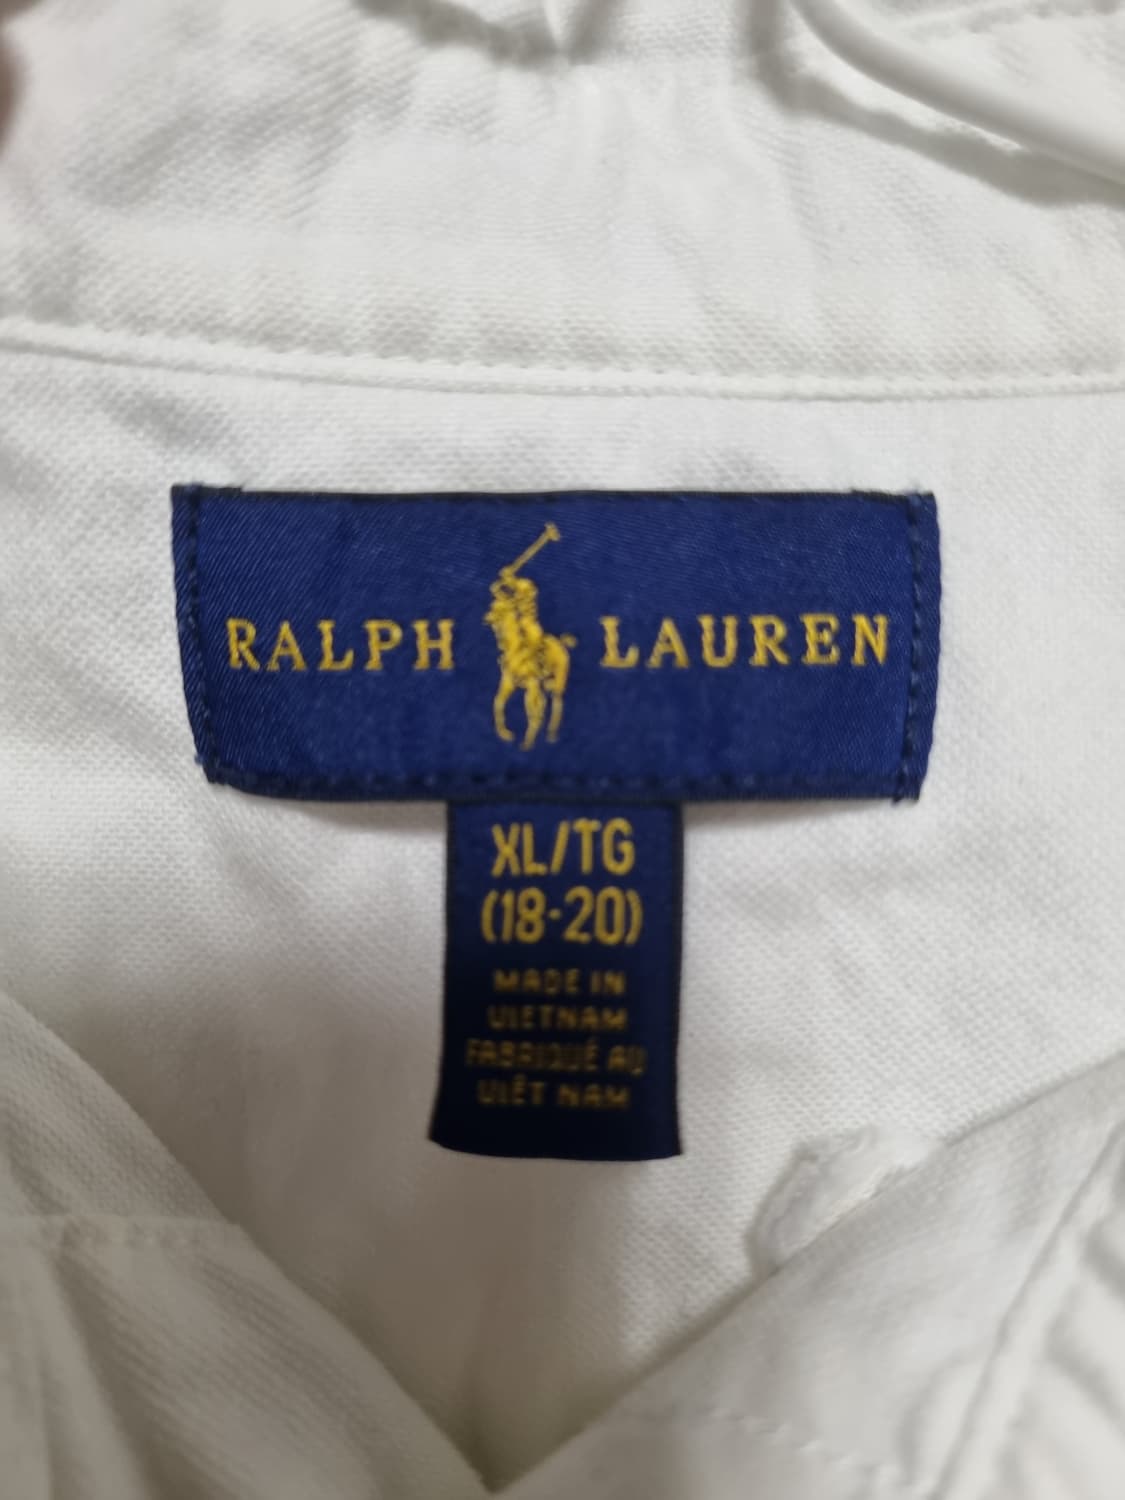 RALPH LAUREN
XL/TG
(18-20)
MADE IN
VIETNAM
FABRIQUÉ AU
VIÊT NAM